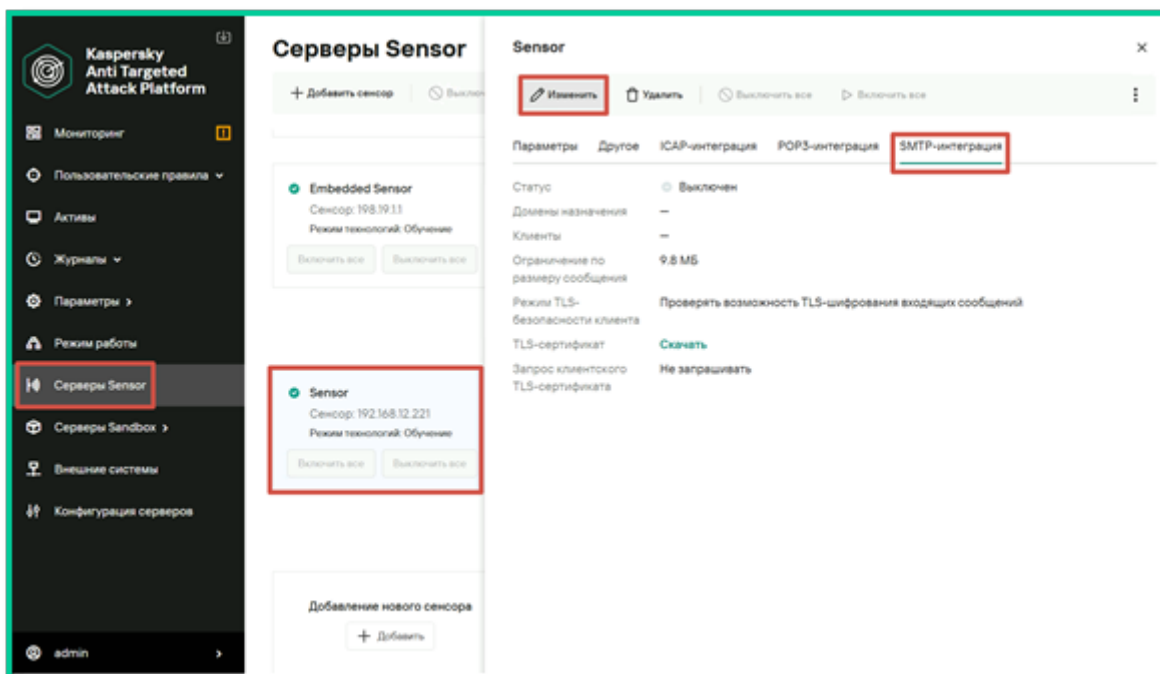 Kaspersky
Anti Targeted
Attack Platform
Мониторинг
Пользовательские правила
Активы
Журналы
Параметры
Режим работы
Серверы Sensor
Серверы Sandbox
Внешние системы
Конфигурация серверов
admin
Серверы Sensor
+ Добавить сенсор
Embedded Sensor
Сенсор: 198.19.1.1
Режим технологий: Обучение
Включить все Выключить все
Sensor
Сенсор: 192.168.12.221
Режим технологий: Обучение
Включить все Выключить все
Добавление нового сенсора
+ Добавить
Sensor
Изменить Удалить Выключить все Включить все
Параметры Другое ICAP-интеграция POP3-интеграция SMTP-интеграция
Статус Выключен
Домены назначения —
Клиенты —
Ограничение по 9.8 МБ
размеру сообщения
Режим TLS- Проверять возможность TLS-шифрования входящих сообщений
безопасности клиента
TLS-сертификат Скачать
Запрос клиентского Не запрашивать
TLS-сертификата